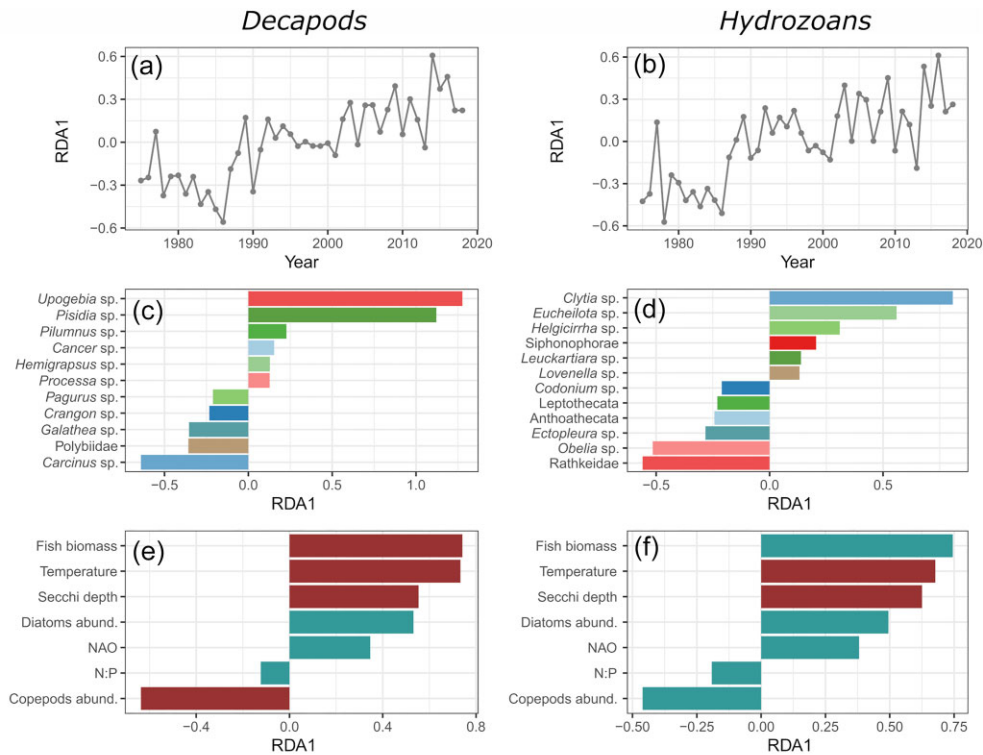 Decapods
Hydrozoans
(a)
0.6
0.3
0.0
−0.3
−0.6
RDA1
1980
1990
2000
2010
2020
Year
(b)
0.6
0.3
0.0
−0.3
−0.6
RDA1
1980
1990
2000
2010
2020
Year
(c)
Upogebia sp.
Pisidia sp.
Pilumnus sp.
Cancer sp.
Hemigrapsus sp.
Processa sp.
Pagurus sp.
Crangon sp.
Galathea sp.
Polybiidae
Carcinus sp.
−0.5
0.0
0.5
1.0
RDA1
(d)
Clytia sp.
Eucheilota sp.
Helgicirrha sp.
Siphonophorae
Leuckartiara sp.
Lovenella sp.
Codonium sp.
Leptothecata
Anthoathecata
Ectopleura sp.
Obelia sp.
Rathkeidae
−0.5
0.0
0.5
RDA1
(e)
Fish biomass
Temperature
Secchi depth
Diatoms abund.
NAO
N:P
Copepods abund.
−0.4
0.0
0.4
0.8
RDA1
(f)
Fish biomass
Temperature
Secchi depth
Diatoms abund.
NAO
N:P
Copepods abund.
−0.50
−0.25
0.00
0.25
0.50
0.75
RDA1